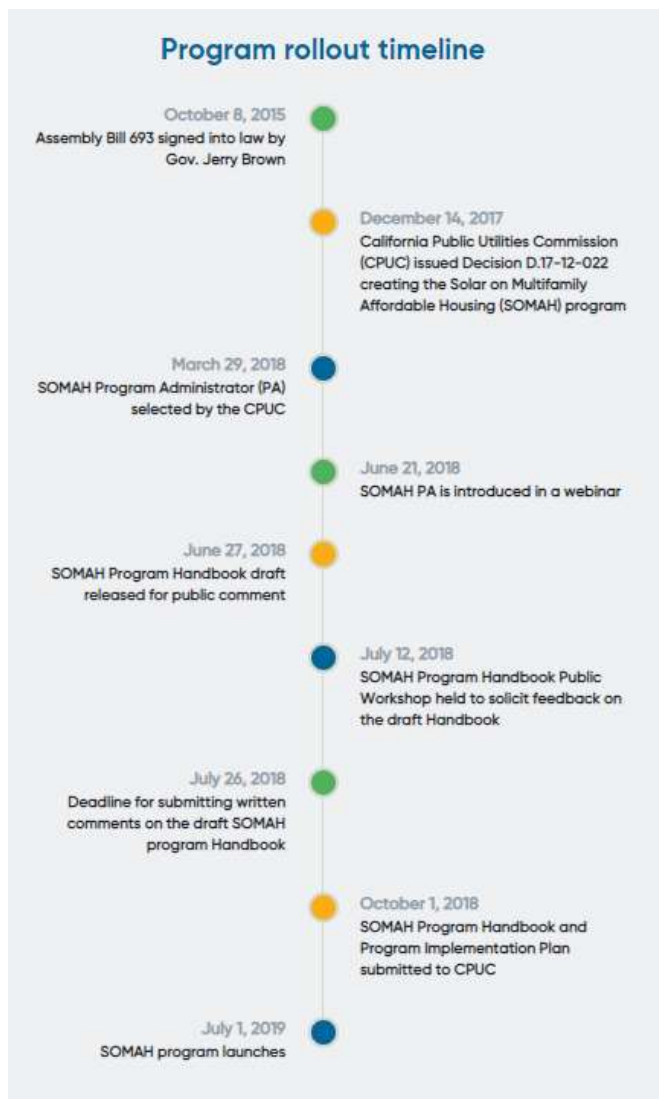 Program rollout timeline
October 8, 2015
Assembly Bill 693 signed into law by
Gov. Jerry Brown
December 14, 2017
California Public Utilities Commission
(CPUC) issued Decision D.17-12-022
creating the Solar on Multifamily
Affordable Housing (SOMAH) program
March 29, 2018
SOMAH Program Administrator (PA)
selected by the CPUC
June 21, 2018
SOMAH PA is introduced in a webinar
June 27, 2018
SOMAH Program Handbook draft
released for public comment
July 12, 2018
SOMAH Program Handbook Public
Workshop held to solicit feedback on
the draft Handbook
July 26, 2018
Deadline for submitting written
comments on the draft SOMAH
program Handbook
October 1, 2018
SOMAH Program Handbook and
Program Implementation Plan
submitted to CPUC
July 1, 2019
SOMAH program launches